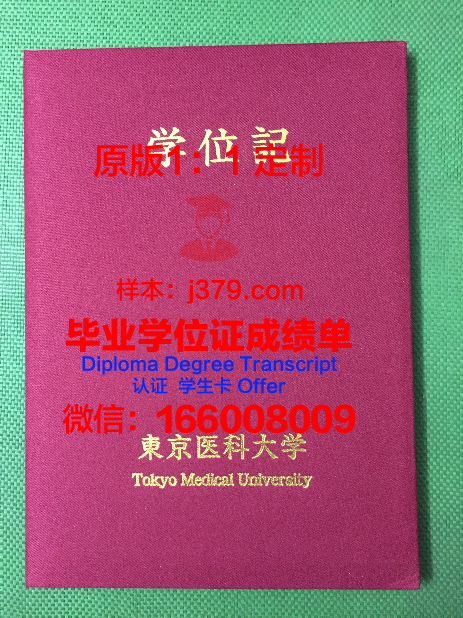 学位記
原版1：1 定制
样本：j379.com
毕业学位证成绩单
Diploma Degree Transcript
认证 学生卡 Offer
微信：166008009
東京医科大学
Tokyo Medical University